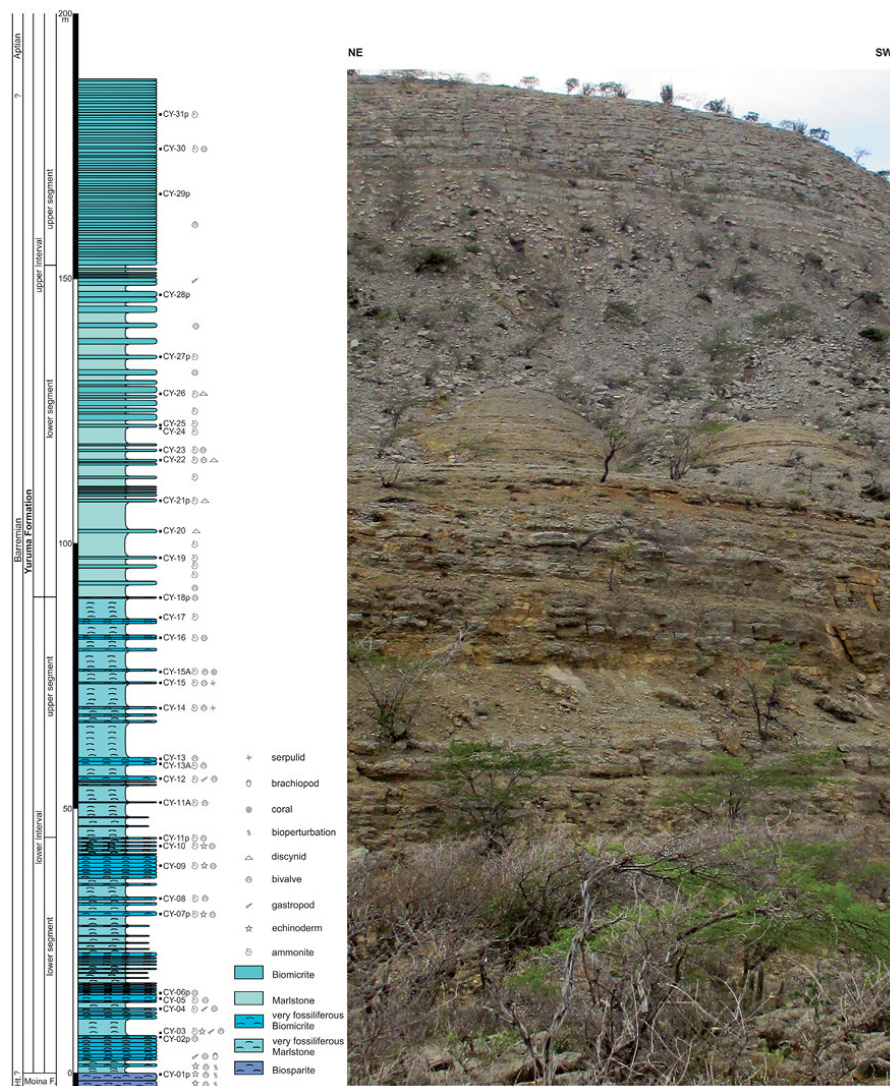 200
m
NE
SW
Aptian
?
Barremian
Yuruma Formation
upper Interval
upper segment
lower segment
lower Interval
upper segment
lower segment
Ht ?
Moina F.
CY-31p
CY-30
CY-29p
150
CY-28p
CY-27p
CY-26
CY-25
CY-24
CY-23
CY-22
CY-21p
CY-20
100
CY-19
CY-18p
CY-17
CY-16
CY-15A
CY-15
CY-14
CY-13
CY-13A
CY-12
CY-11A
50
CY-11p
CY-10
CY-09
CY-08
CY-07p
CY-06p
CY-05
CY-04
CY-03
CY-02p
0
CY-01p
serpulid
brachiopod
coral
bioperturbation
discynid
bivalve
gastropod
echinoderm
ammonite
Biomicrite
Marlstone
very fossiliferous
Biomicrite
very fossiliferous
Marlstone
Biosparite